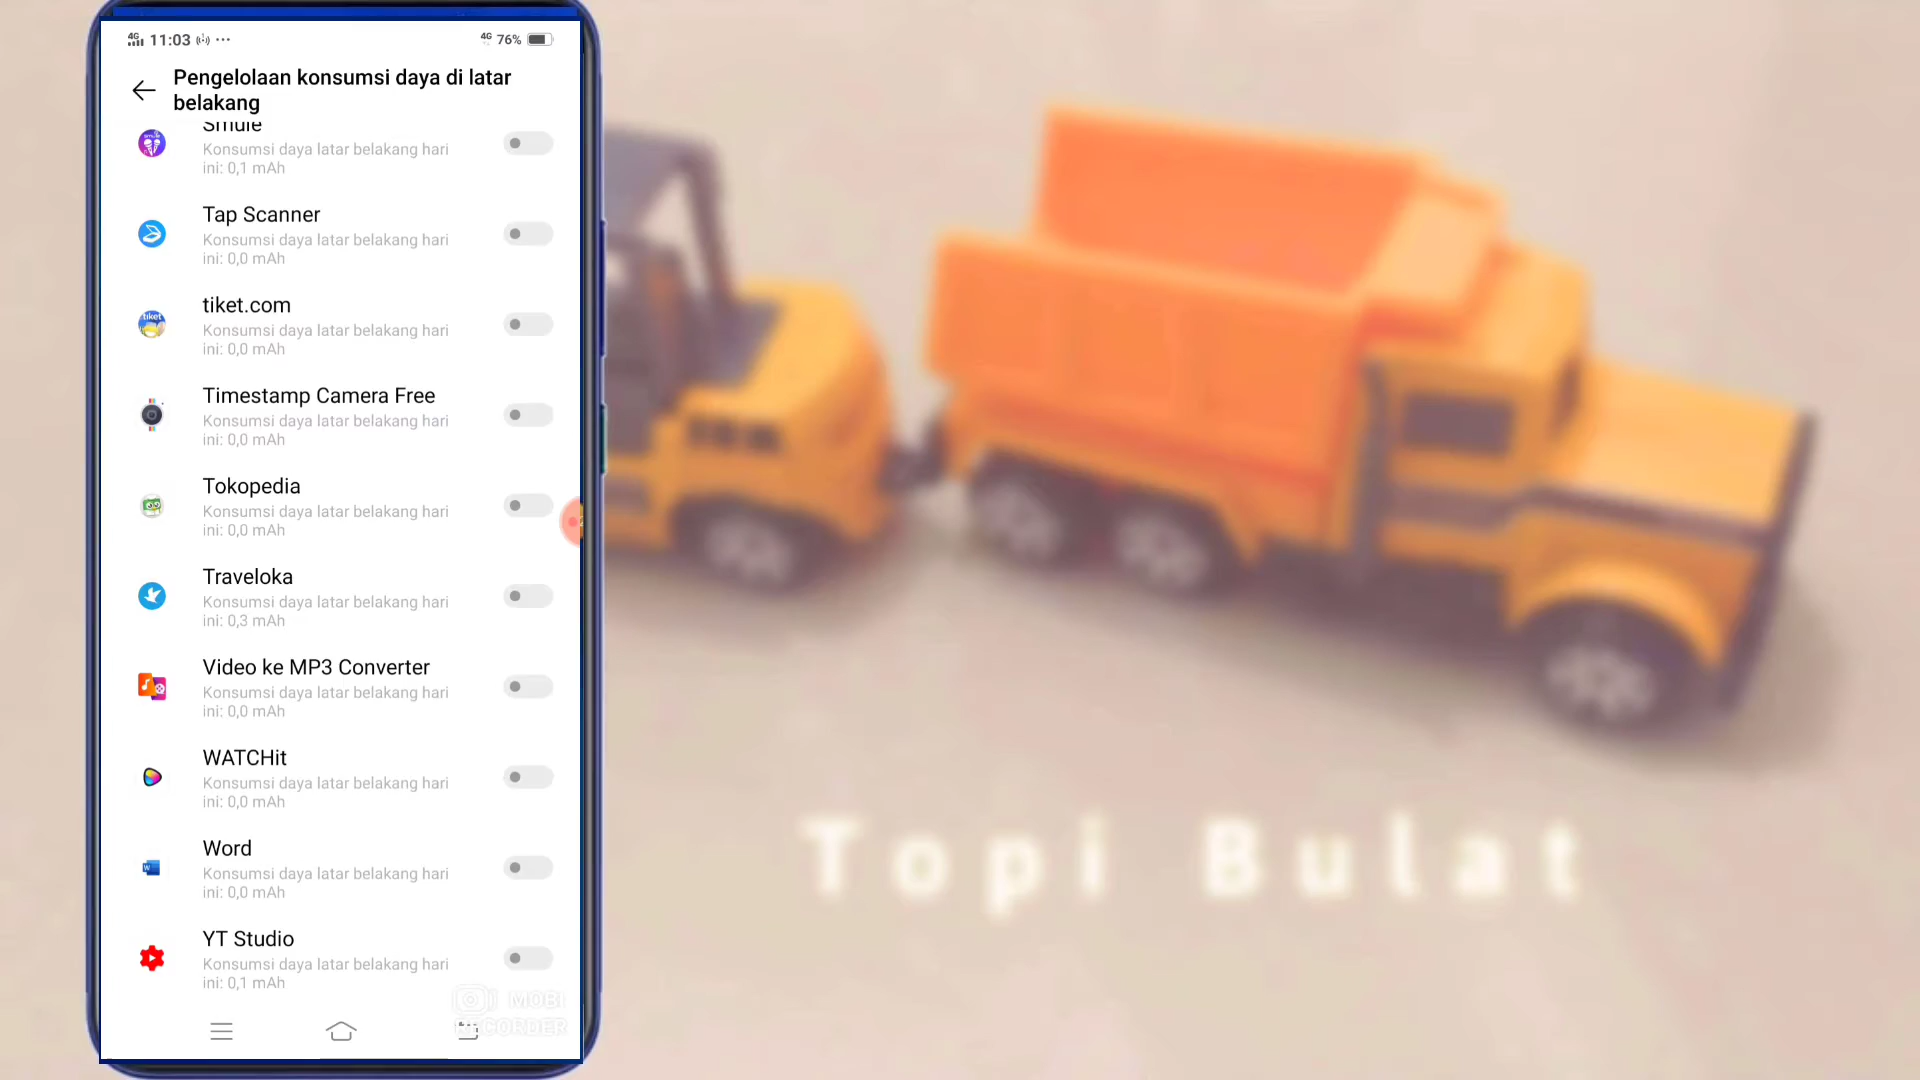 4G 11:03 ...
4G 76%
Pengelolaan konsumsi daya di latar
belakang
Smule
Konsumsi daya latar belakang hari
ini: 0,1 mAh
Tap Scanner
Konsumsi daya latar belakang hari
ini: 0,0 mAh
tiket
tiket.com
Konsumsi daya latar belakang hari
ini: 0,0 mAh
Timestamp Camera Free
Konsumsi daya latar belakang hari
ini: 0,0 mAh
Tokopedia
Konsumsi daya latar belakang hari
ini: 0,0 mAh
Traveloka
Konsumsi daya latar belakang hari
ini: 0,3 mAh
Video ke MP3 Converter
Konsumsi daya latar belakang hari
ini: 0,0 mAh
WATCHit
Konsumsi daya latar belakang hari
ini: 0,0 mAh
Word
Konsumsi daya latar belakang hari
ini: 0,0 mAh
YT Studio
Konsumsi daya latar belakang hari
ini: 0,1 mAh
MOBI
RECORDER
Topi Bulat